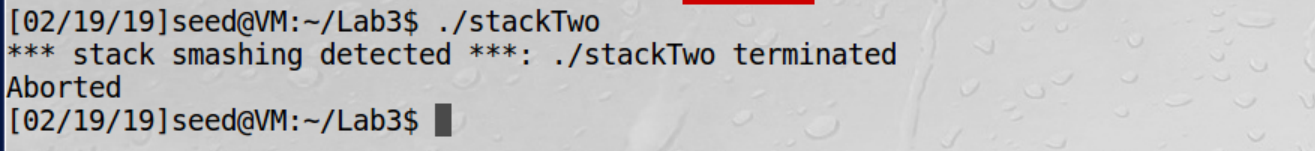 [02/19/19]seed@VM:~/Lab3$ ./stackTwo
*** stack smashing detected ***: ./stackTwo terminated
Aborted
[02/19/19]seed@VM:~/Lab3$